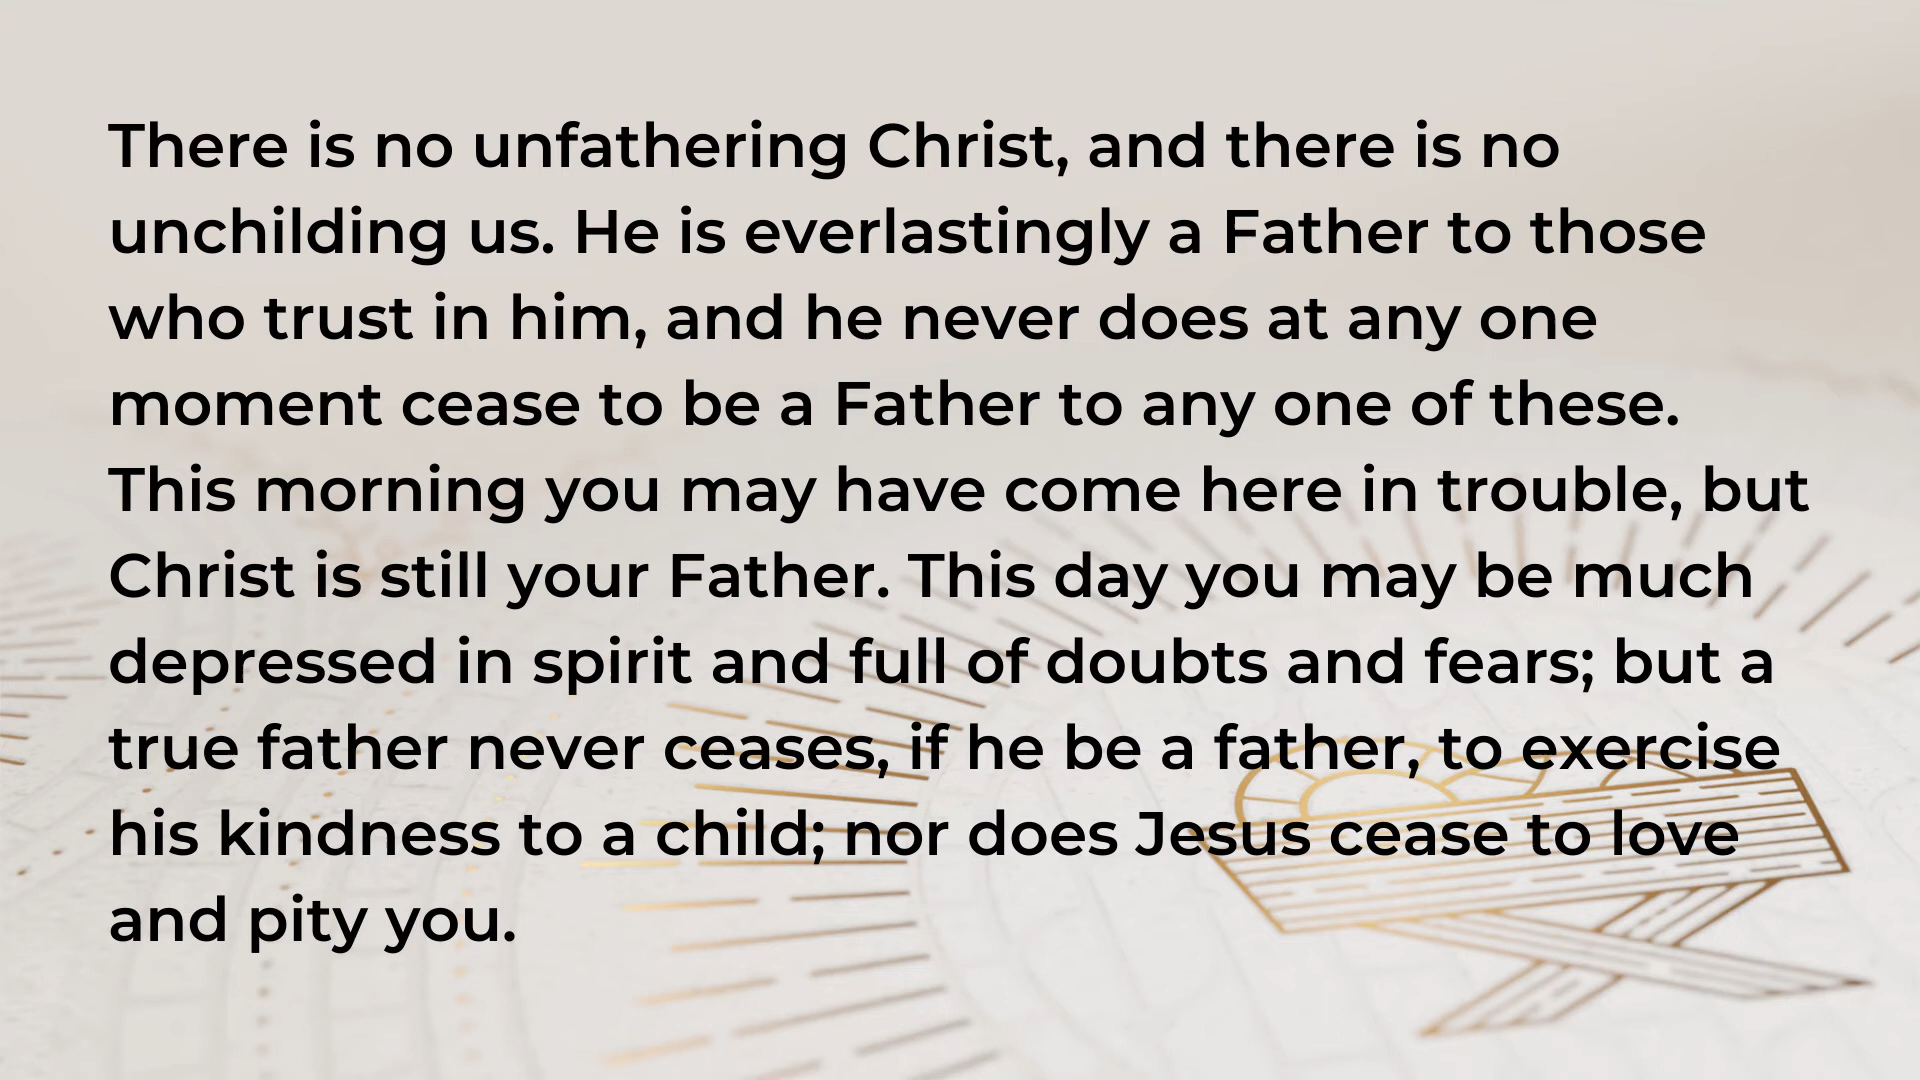 There is no unfathering Christ, and there is no
unchilding us. He is everlastingly a Father to those
who trust in him, and he never does at any one
moment cease to be a Father to any one of these.
This morning you may have come here in trouble, but
Christ is still your Father. This day you may be much
depressed in spirit and full of doubts and fears; but a
true father never ceases, if he be a father, to exercise
his kindness to a child; nor does Jesus cease to love
and pity you.